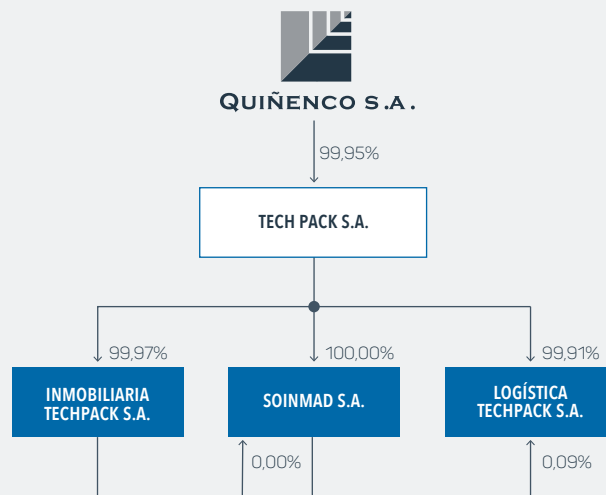 QUIÑENCO S.A.
99,95%
TECH PACK S.A.
99,97%
100,00%
99,91%
INMOBILIARIA
TECHPACK S.A.
SOINMAD S.A.
LOGÍSTICA
TECHPACK S.A.
0,00%
0,09%